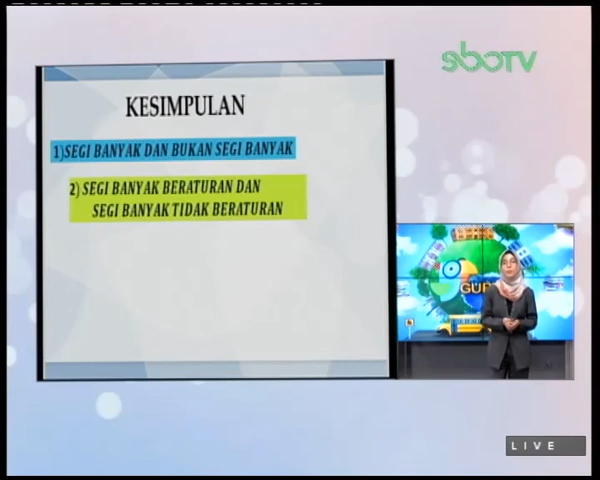 sboTV
KESIMPULAN
1)SEGI BANYAK DAN BUKAN SEGI BANYAK
2) SEGI BANYAK BERATURAN DAN
SEGI BANYAK TIDAK BERATURAN
GUR
LIVE